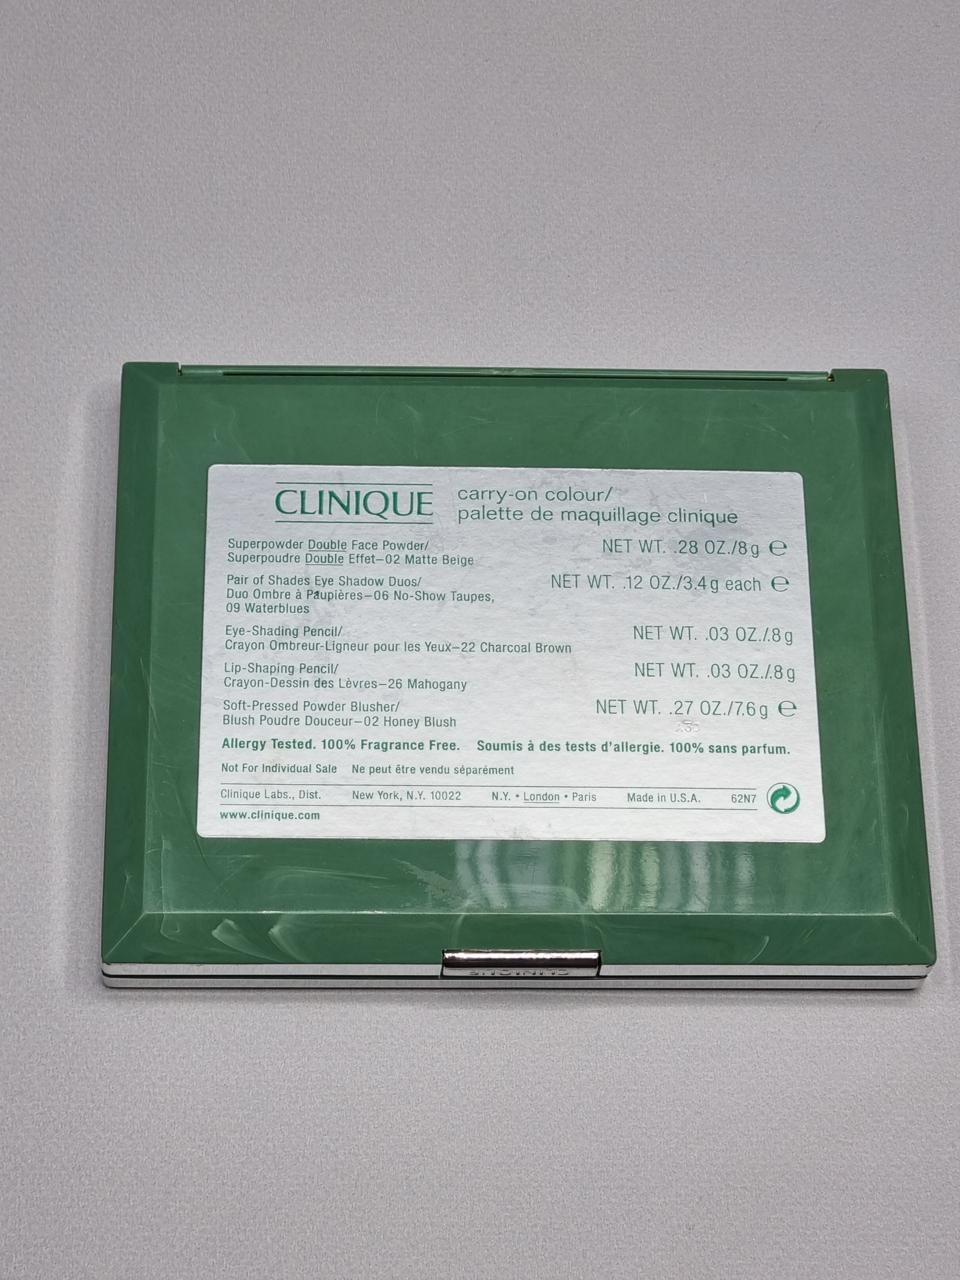 CLINIQUE
carry-on colour/
palette de maquillage clinique
Superpowder Double Face Powder/
Superpoudre Double Effet–02 Matte Beige
NET WT. .28 OZ./8g ℮
Pair of Shades Eye Shadow Duos/
Duo Ombre à Paupières–06 No-Show Taupes,
09 Waterblues
NET WT. .12 OZ./3.4g each ℮
Eye-Shading Pencil/
Crayon Ombreur-Ligneur pour les Yeux–22 Charcoal Brown
NET WT. .03 OZ./.8g
Lip-Shaping Pencil/
Crayon-Dessin des Lèvres–26 Mahogany
NET WT. .03 OZ./.8g
Soft-Pressed Powder Blusher/
Blush Poudre Douceur–02 Honey Blush
NET WT. .27 OZ./7.6g ℮
Allergy Tested. 100% Fragrance Free. Soumis à des tests d'allergie. 100% sans parfum.
Not For Individual Sale Ne peut être vendu séparément
Clinique Labs., Dist. New York, N.Y. 10022 N.Y. • London • Paris Made in U.S.A. 62N7
www.clinique.com
CLINIQUE